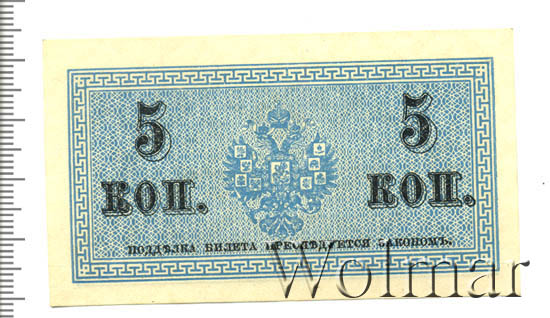 5 5
КОП. КОП.
ПОДДѢЛКА БИЛЕТА ПРЕСЛѢДУЕТСЯ ЗАКОНОМЪ.
Wolmar